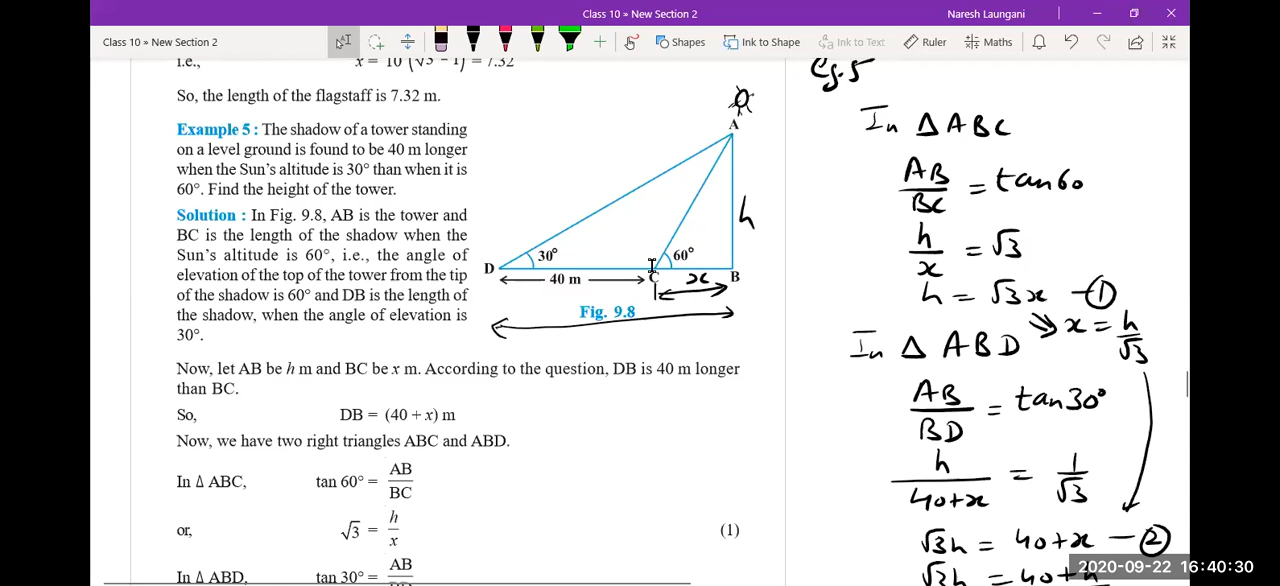 Class 10 » New Section 2
Naresh Laungani
Class 10 » New Section 2
Shapes
Ink to Shape
Ink to Text
Ruler
Maths
i.e., x = 10 (√3 − 1) = 7.32
So, the length of the flagstaff is 7.32 m.
Example 5 : The shadow of a tower standing
on a level ground is found to be 40 m longer
when the Sun's altitude is 30° than when it is
60°. Find the height of the tower.
Solution : In Fig. 9.8, AB is the tower and
BC is the length of the shadow when the
Sun's altitude is 60°, i.e., the angle of
elevation of the top of the tower from the tip
of the shadow is 60° and DB is the length of
the shadow, when the angle of elevation is
30°.
A
h
30°
60°
D
40 m
C
x
B
Fig. 9.8
Now, let AB be h m and BC be x m. According to the question, DB is 40 m longer
than BC.
So, DB = (40 + x) m
Now, we have two right triangles ABC and ABD.
In Δ ABC, tan 60° = AB/BC
or, √3 = h/x (1)
In Δ ABD, tan 30° = AB
Eg.5
In Δ ABC
AB/BC = tan60
h/x = √3
h = √3x — ①
⇒ x = h/√3
In Δ ABD
AB/BD = tan30°
h/40+x = 1/√3
√3h = 40+x — ②
√3h = 40+h
2020-09-22 16:40:30